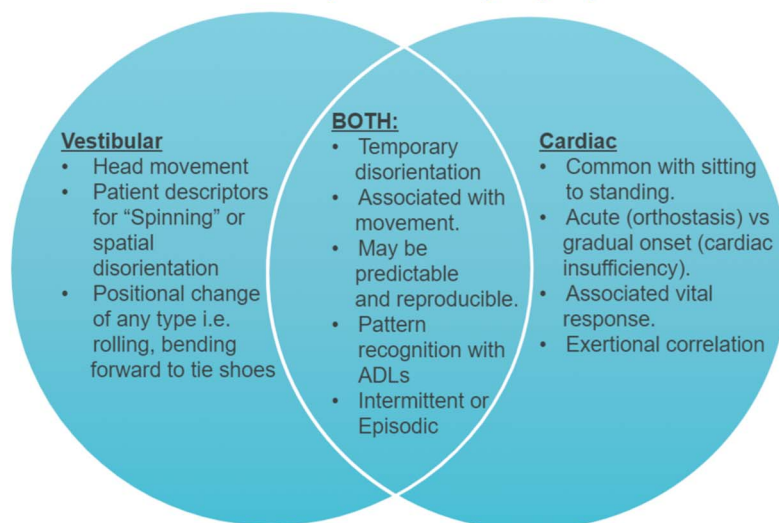 Vestibular
• Head movement
• Patient descriptors
for “Spinning” or
spatial
disorientation
• Positional change
of any type i.e.
rolling, bending
forward to tie shoes
BOTH:
• Temporary
disorientation
• Associated with
movement.
• May be
predictable
and reproducible.
• Pattern
recognition with
ADLs
• Intermittent or
Episodic
Cardiac
• Common with sitting
to standing.
• Acute (orthostasis) vs
gradual onset (cardiac
insufficiency).
• Associated vital
response.
• Exertional correlation